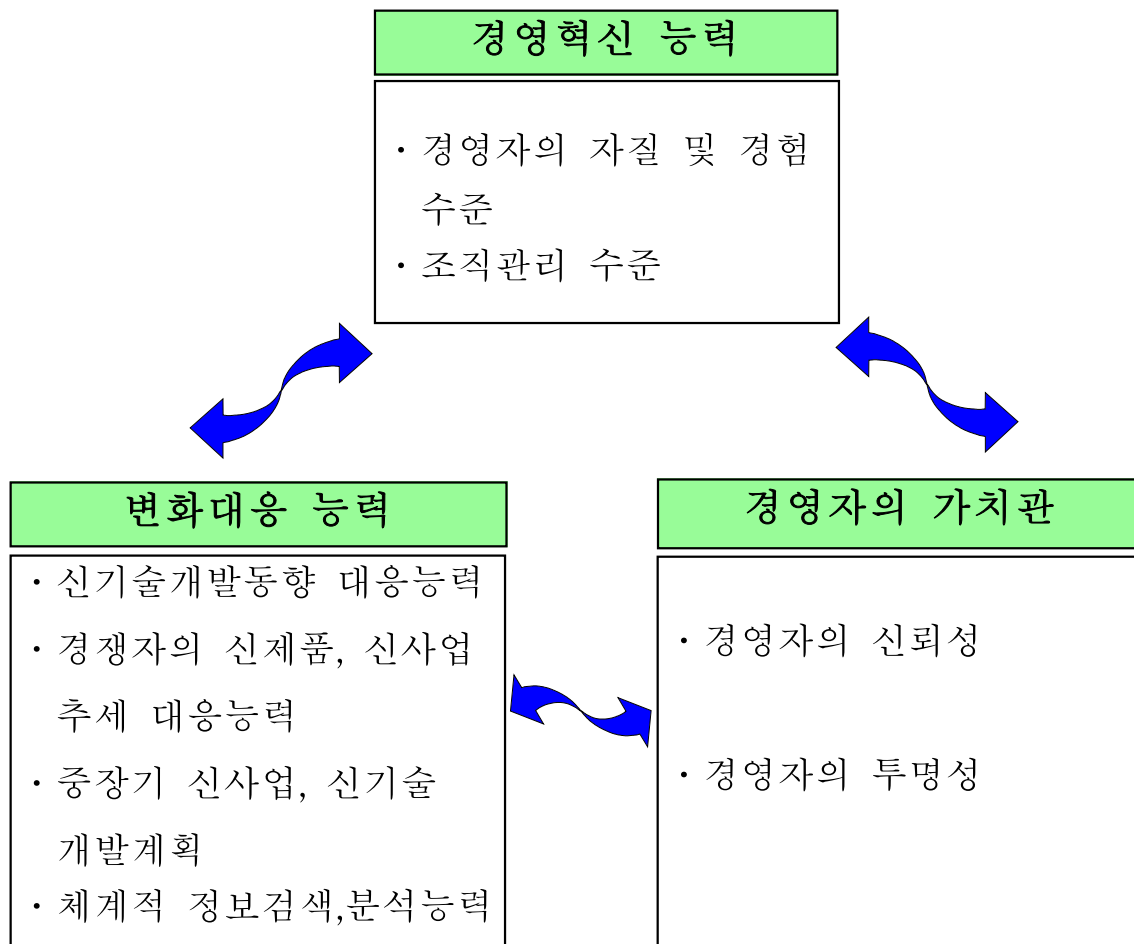 경영혁신 능력
· 경영자의 자질 및 경험
수준
· 조직관리 수준
변화대응 능력
· 신기술개발동향 대응능력
· 경쟁자의 신제품, 신사업
추세 대응능력
· 중장기 신사업, 신기술
개발계획
· 체계적 정보검색,분석능력
경영자의 가치관
· 경영자의 신뢰성
· 경영자의 투명성